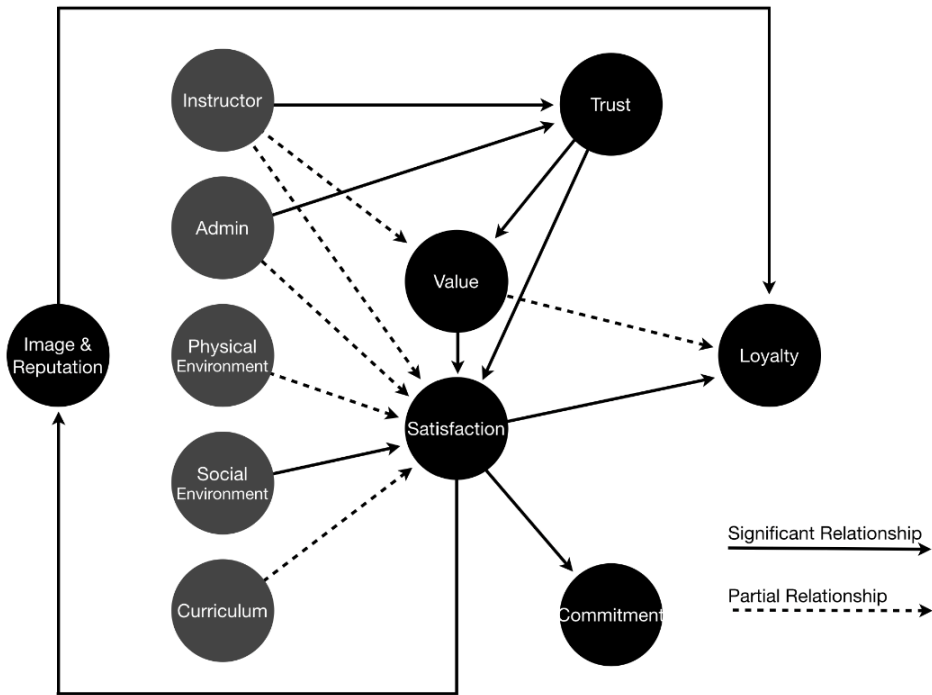 Instructor
Trust
Admin
Value
Image &
Reputation
Physical
Environment
Loyalty
Satisfaction
Social
Environment
Significant Relationship
Partial Relationship
Curriculum
Commitment